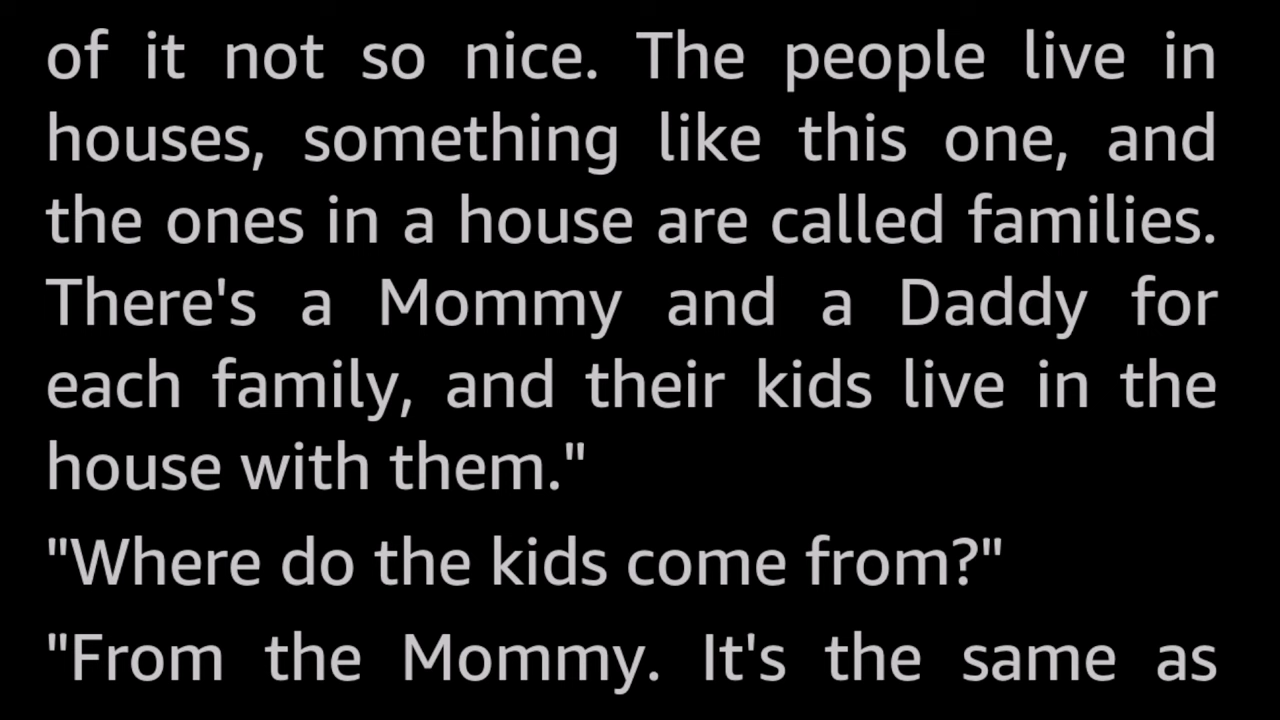 of it not so nice. The people live in
houses, something like this one, and
the ones in a house are called families.
There's a Mommy and a Daddy for
each family, and their kids live in the
house with them."
"Where do the kids come from?"
"From the Mommy. It's the same as